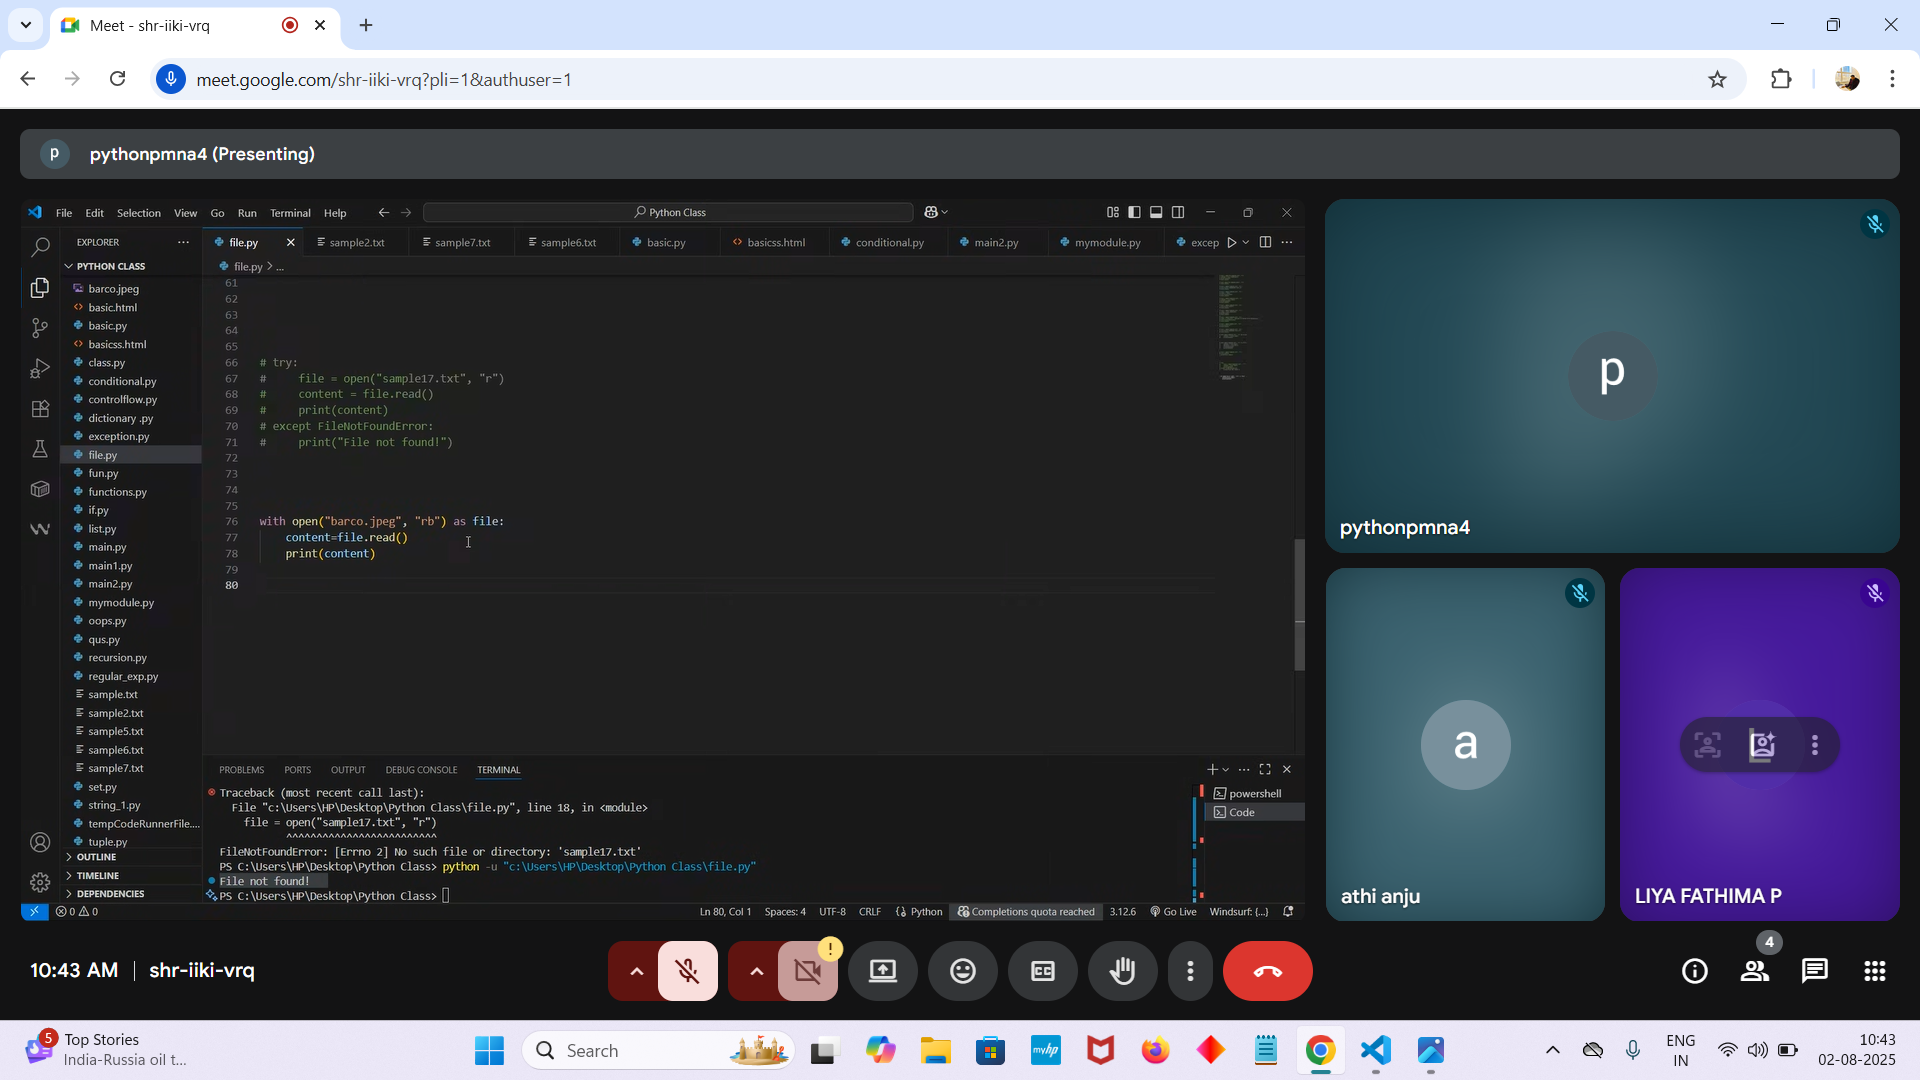 Meet - shr-iiki-vrq
meet.google.com/shr-iiki-vrq?pli=1&authuser=1
p pythonpmna4 (Presenting)
File Edit Selection View Go Run Terminal Help
Python Class
EXPLORER
file.py sample2.txt sample7.txt sample6.txt basic.py basicss.html conditional.py main2.py mymodule.py excep
PYTHON CLASS
file.py > ...
barco.jpeg
basic.html
basic.py
basicss.html
class.py
conditional.py
controlflow.py
dictionary .py
exception.py
file.py
fun.py
functions.py
if.py
list.py
main.py
main1.py
main2.py
mymodule.py
oops.py
qus.py
recursion.py
regular_exp.py
sample.txt
sample2.txt
sample5.txt
sample6.txt
sample7.txt
set.py
string_1.py
tempCodeRunnerFile....
tuple.py
OUTLINE
TIMELINE
DEPENDENCIES
61
62
63
64
65
66 # try:
67 #     file = open("sample17.txt", "r")
68 #     content = file.read()
69 #     print(content)
70 # except FileNotFoundError:
71 #     print("File not found!")
72
73
74
75
76 with open("barco.jpeg", "rb") as file:
77     content=file.read()
78     print(content)
79
80
PROBLEMS PORTS OUTPUT DEBUG CONSOLE TERMINAL
powershell
Code
Traceback (most recent call last):
  File "c:\Users\HP\Desktop\Python Class\file.py", line 18, in <module>
    file = open("sample17.txt", "r")
           ^^^^^^^^^^^^^^^^^^^^^^^^^
FileNotFoundError: [Errno 2] No such file or directory: 'sample17.txt'
PS C:\Users\HP\Desktop\Python Class> python -u "c:\Users\HP\Desktop\Python Class\file.py"
File not found!
PS C:\Users\HP\Desktop\Python Class>
0 0
Ln 80, Col 1 Spaces: 4 UTF-8 CRLF Python Completions quota reached 3.12.6 Go Live Windsurf: {...}
p
pythonpmna4
a
athi anju
L
LIYA FATHIMA P
10:43 AM | shr-iiki-vrq
!
CC
4
5
Top Stories
India-Russia oil t...
Search
myhp
ENG
IN
10:43
02-08-2025